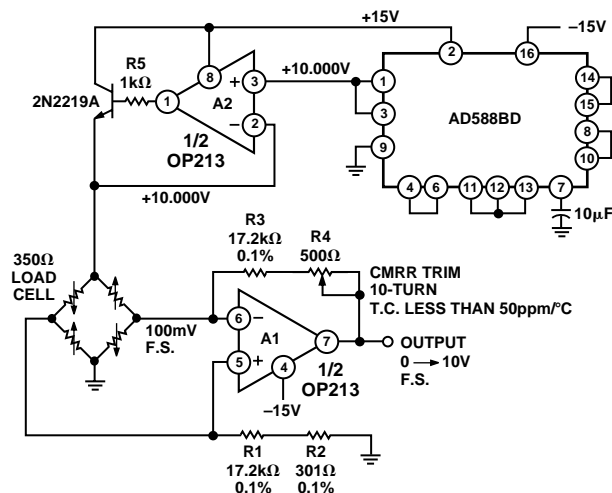 +15V
−15V
R5
1kΩ
8
3
+
A2
−
2
1
2N2219A
1/2
OP213
+10.000V
+10.000V
2
16
1
3
9
14
15
8
10
AD588BD
4
6
11
12
13
7
10μF
R3
17.2kΩ
0.1%
R4
500Ω
CMRR TRIM
10-TURN
T.C. LESS THAN 50ppm/°C
350Ω
LOAD
CELL
100mV
F.S.
6
−
A1
5
+
7
4
1/2
OP213
−15V
OUTPUT
0 → 10V
F.S.
R1
17.2kΩ
0.1%
R2
301Ω
0.1%